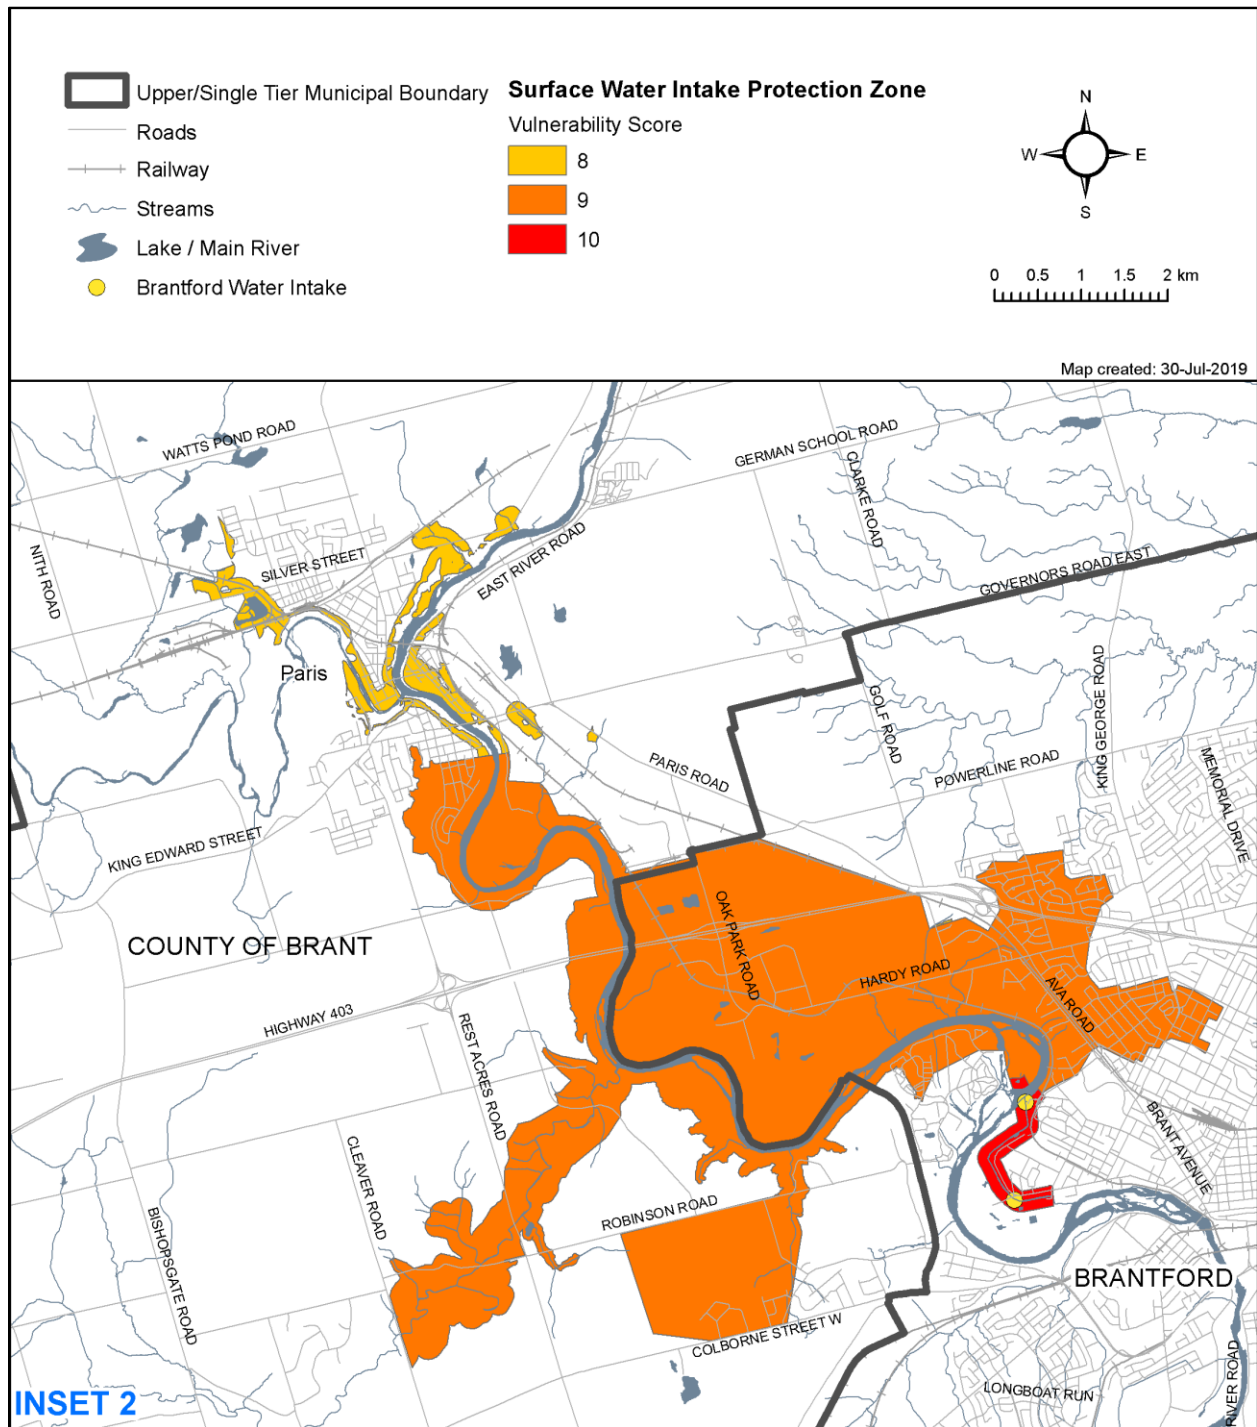 Upper/Single Tier Municipal Boundary
Roads
Railway
Streams
Lake / Main River
Brantford Water Intake
Surface Water Intake Protection Zone
Vulnerability Score
8
9
10
N
W E
S
0 0.5 1 1.5 2 km
Map created: 30-Jul-2019
WATTS POND ROAD
GERMAN SCHOOL ROAD
CLARKE ROAD
NITH ROAD
SILVER STREET
EAST RIVER ROAD
GOVERNORS ROAD EAST
Paris
KING GEORGE ROAD
GOLF ROAD
PARIS ROAD
POWERLINE ROAD
MEMORIAL DRIVE
KING EDWARD STREET
COUNTY OF BRANT
OAK PARK ROAD
HARDY ROAD
AVA ROAD
HIGHWAY 403
REST ACRES ROAD
CLEAVER ROAD
BRANT AVENUE
ROBINSON ROAD
BISHOPSGATE ROAD
BRANTFORD
COLBORNE STREET W
LONGBOAT RUN
RIVER ROAD
INSET 2